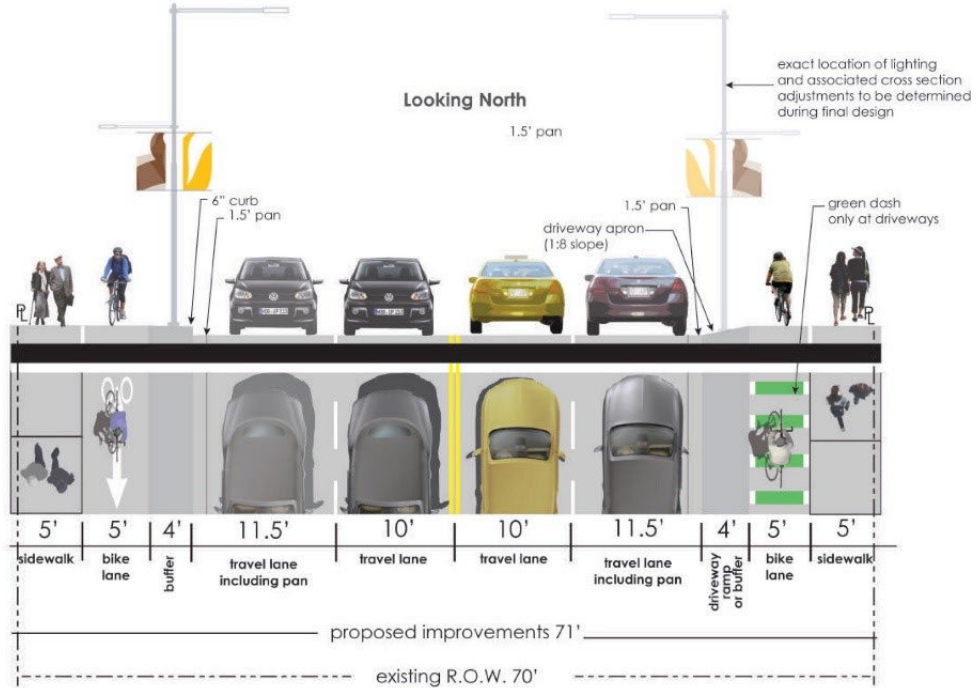 exact location of lighting
and associated cross section
adjustments to be determined
during final design
Looking North
1.5' pan
6" curb
1.5' pan
1.5' pan
driveway apron
(1:8 slope)
green dash
only at driveways
PL
PL
5'
5'
4'
11.5'
10'
10'
11.5'
4'
5'
5'
sidewalk
bike
lane
buffer
travel lane
including pan
travel lane
travel lane
travel lane
including pan
driveway
ramp
or buffer
bike
lane
sidewalk
proposed improvements 71'
existing R.O.W. 70'